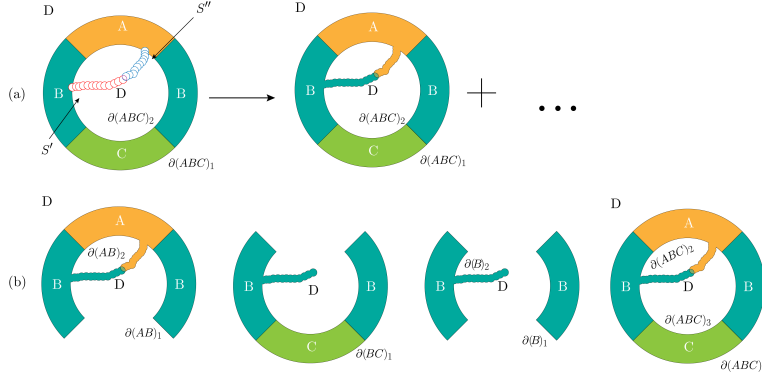 D
S″
A
B
D
B
∂(ABC)₂
S′
C
∂(ABC)₁
(a)
D
A
B
D
B
∂(ABC)₂
C
∂(ABC)₁
+
...
(b)
D
A
∂(AB)₂
B
D
B
∂(AB)₁
B
D
B
C
∂(BC)₁
∂(B)₂
B
D
B
∂(B)₁
D
A
∂(ABC)₂
B
D
B
∂(ABC)₃
C
∂(ABC)